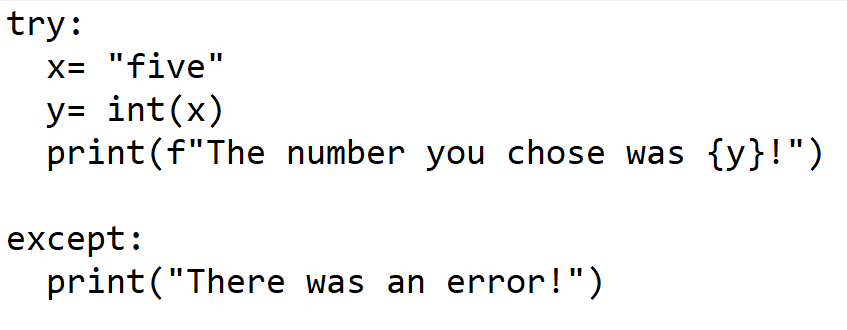 try:
  x= "five"
  y= int(x)
  print(f"The number you chose was {y}!")

except:
  print("There was an error!")